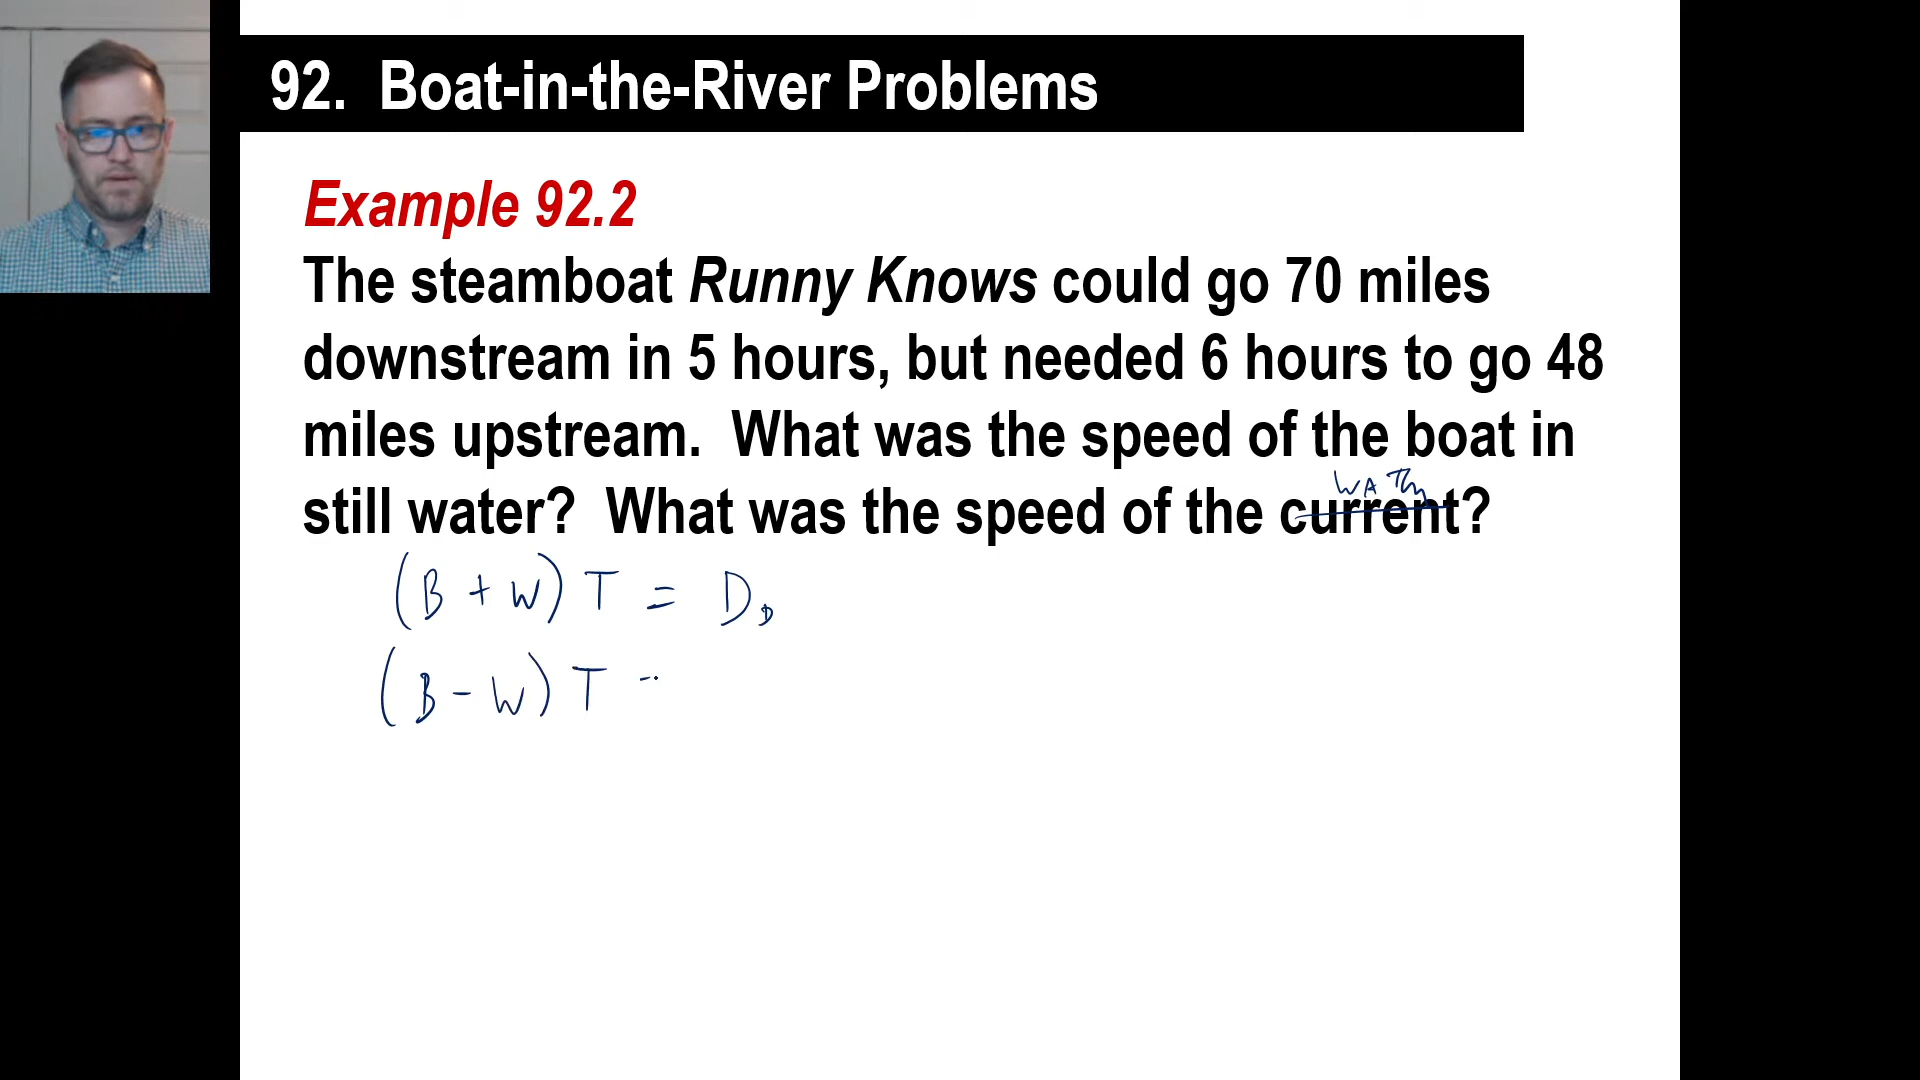 92. Boat-in-the-River Problems
Example 92.2
The steamboat Runny Knows could go 70 miles
downstream in 5 hours, but needed 6 hours to go 48
miles upstream. What was the speed of the boat in
still water? What was the speed of the current?
(B + W) T = D_D
(B - W) T -